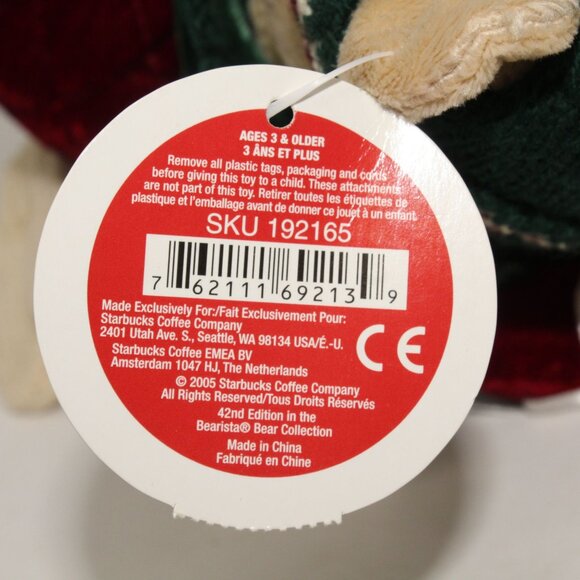 AGES 3 & OLDER
3 ÂNS ET PLUS
Remove all plastic tags, packaging and cords
before giving this toy to a child. These attachments
are not part of this toy. Retirer toutes les étiquettes de
plastique et l'emballage avant de donner ce jouet à un enfant.
SKU 192165
7 62111 69213 9
Made Exclusively For:/Fait Exclusivement Pour:
Starbucks Coffee Company
2401 Utah Ave. S., Seattle, WA 98134 USA/É.-U.
Starbucks Coffee EMEA BV
Amsterdam 1047 HJ, The Netherlands
CE
© 2005 Starbucks Coffee Company
All Rights Reserved/Tous Droits Résérvés
42nd Edition in the
Bearista® Bear Collection
Made in China
Fabriqué en Chine